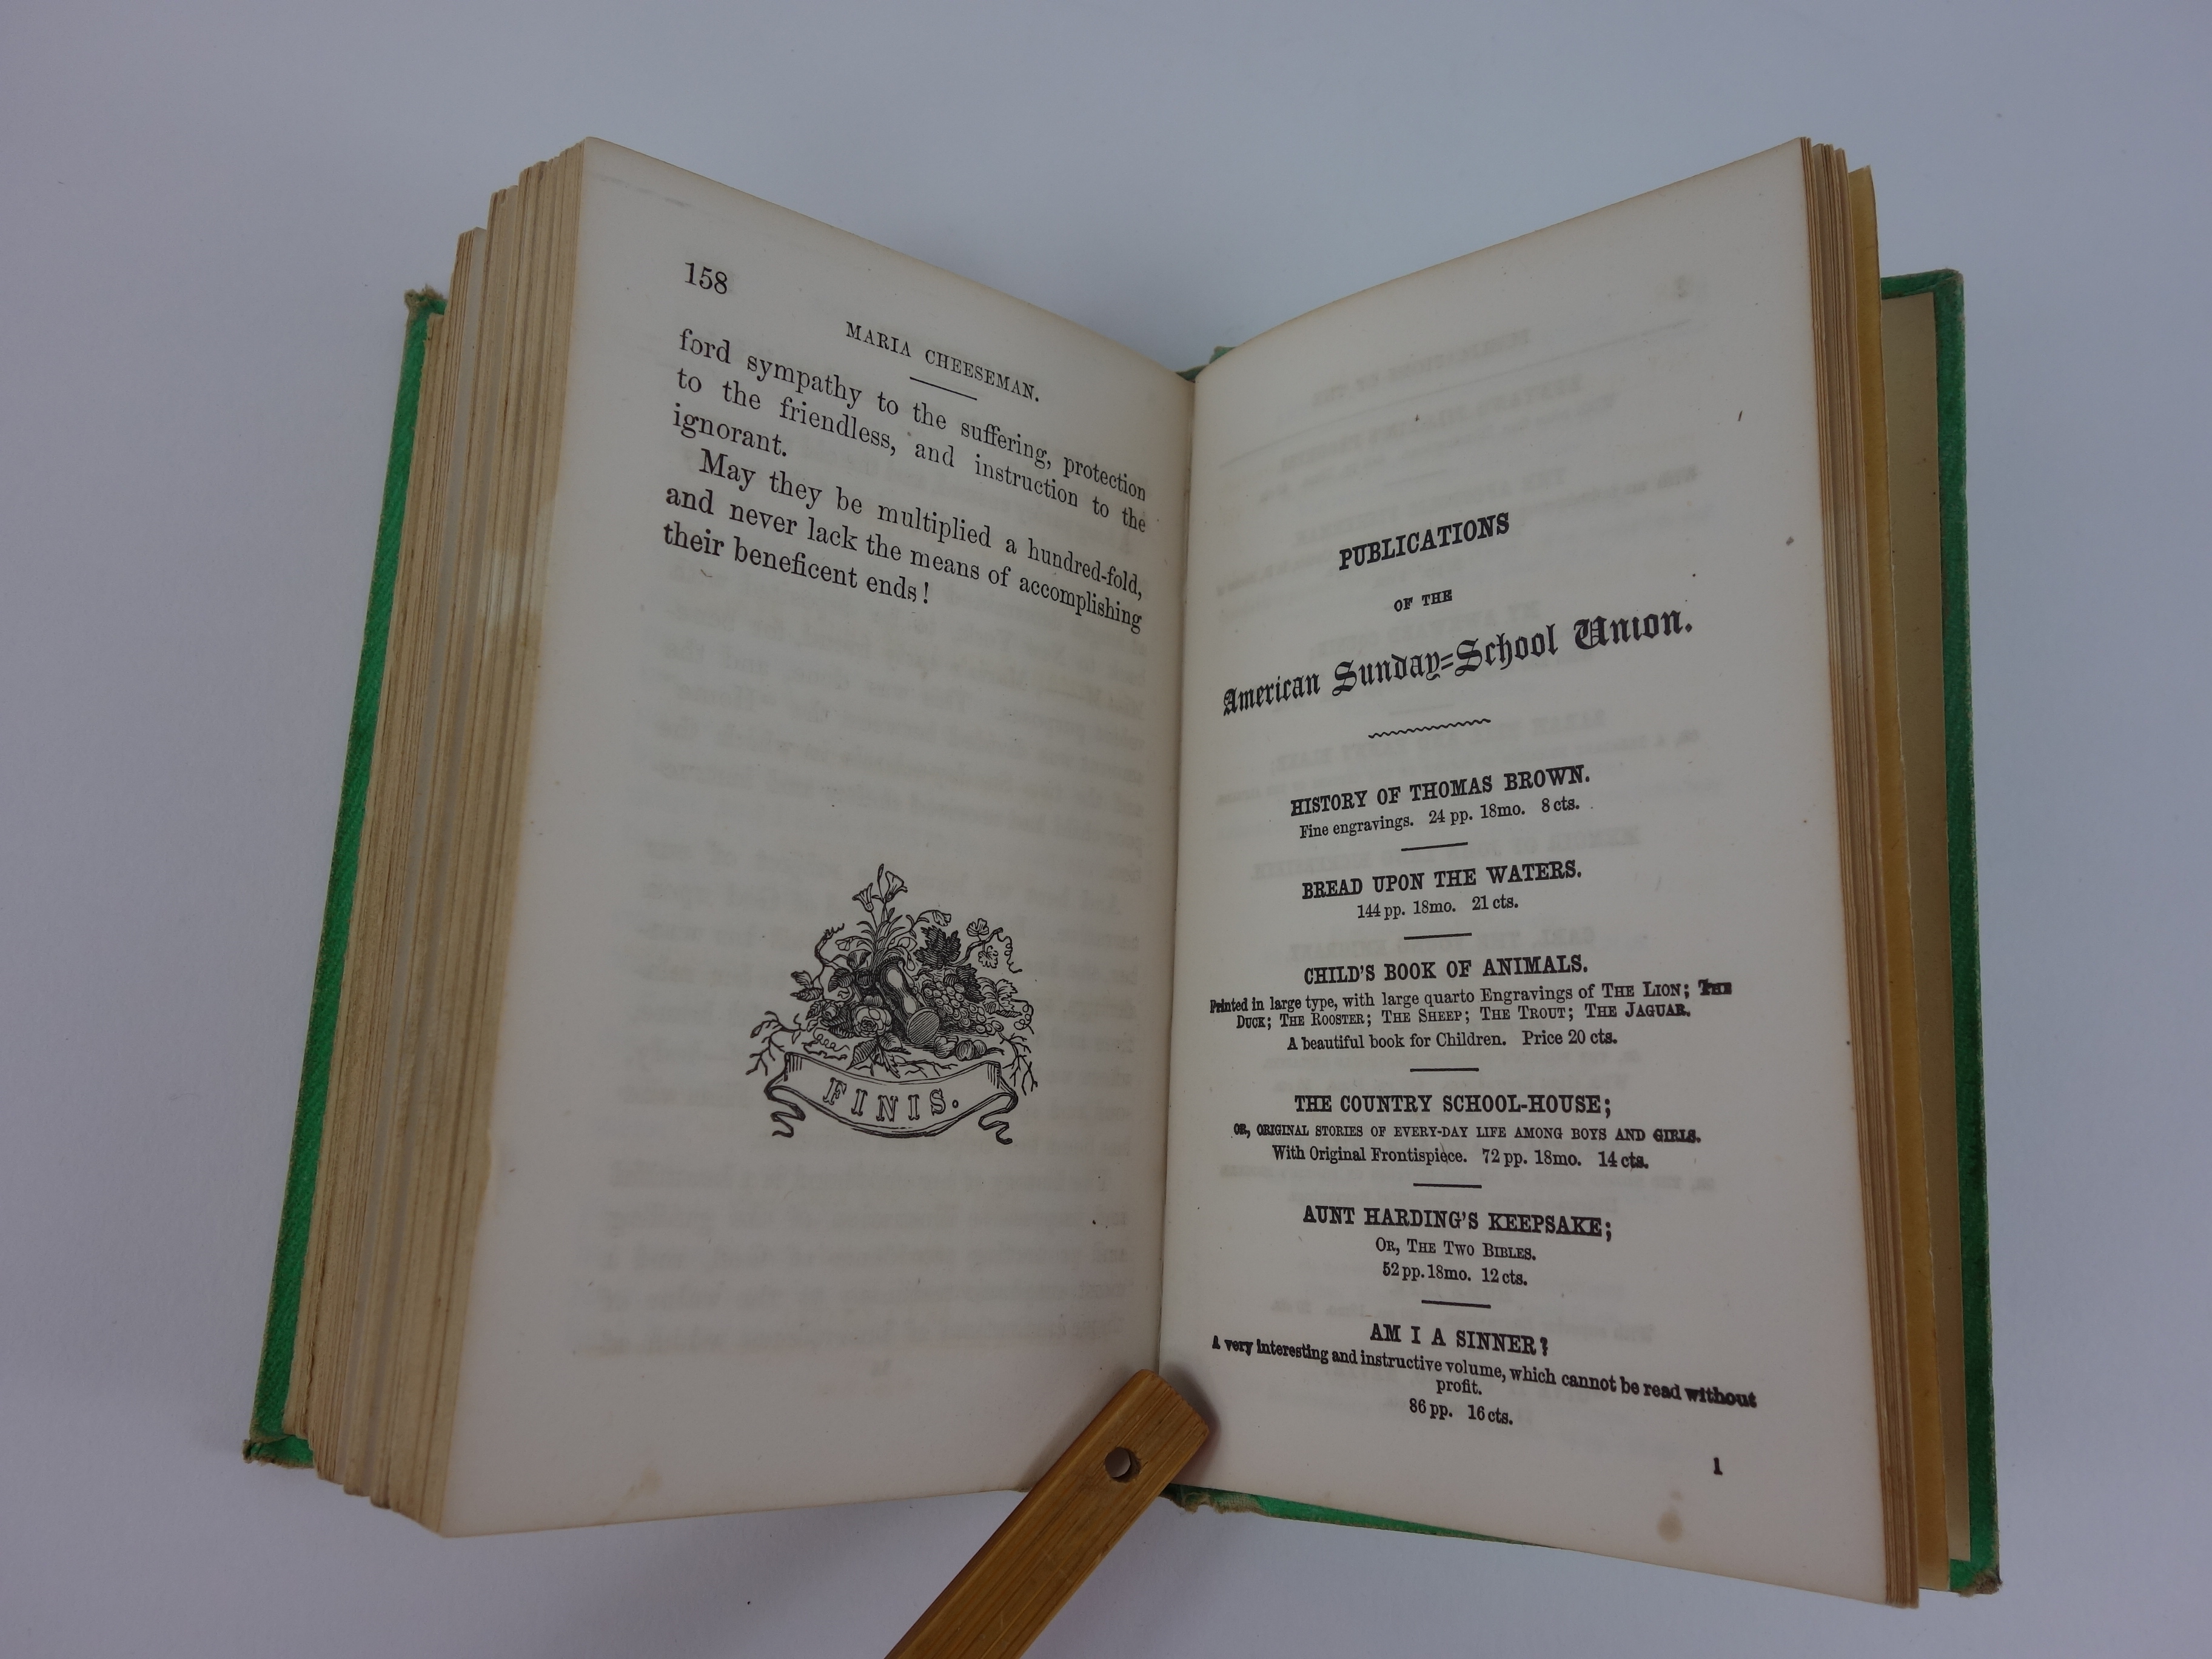 158
MARIA CHEESEMAN.
ford sympathy to the suffering, protection
to the friendless, and instruction to the
ignorant.
May they be multiplied a hundred-fold,
and never lack the means of accomplishing
their beneficent ends!
FINIS.
PUBLICATIONS
OF THE
American Sunday=School Union.
HISTORY OF THOMAS BROWN.
Fine engravings. 24 pp. 18mo. 8 cts.
BREAD UPON THE WATERS.
144 pp. 18mo. 21 cts.
CHILD'S BOOK OF ANIMALS.
Printed in large type, with large quarto Engravings of THE LION; THE
DUCK; THE ROOSTER; THE SHEEP; THE TROUT; THE JAGUAR.
A beautiful book for Children. Price 20 cts.
THE COUNTRY SCHOOL-HOUSE;
OR, ORIGINAL STORIES OF EVERY-DAY LIFE AMONG BOYS AND GIRLS.
With Original Frontispiece. 72 pp. 18mo. 14 cts.
AUNT HARDING'S KEEPSAKE;
OR, THE TWO BIBLES.
52 pp. 18mo. 12 cts.
AM I A SINNER?
A very interesting and instructive volume, which cannot be read without
profit.
86 pp. 16 cts.
1